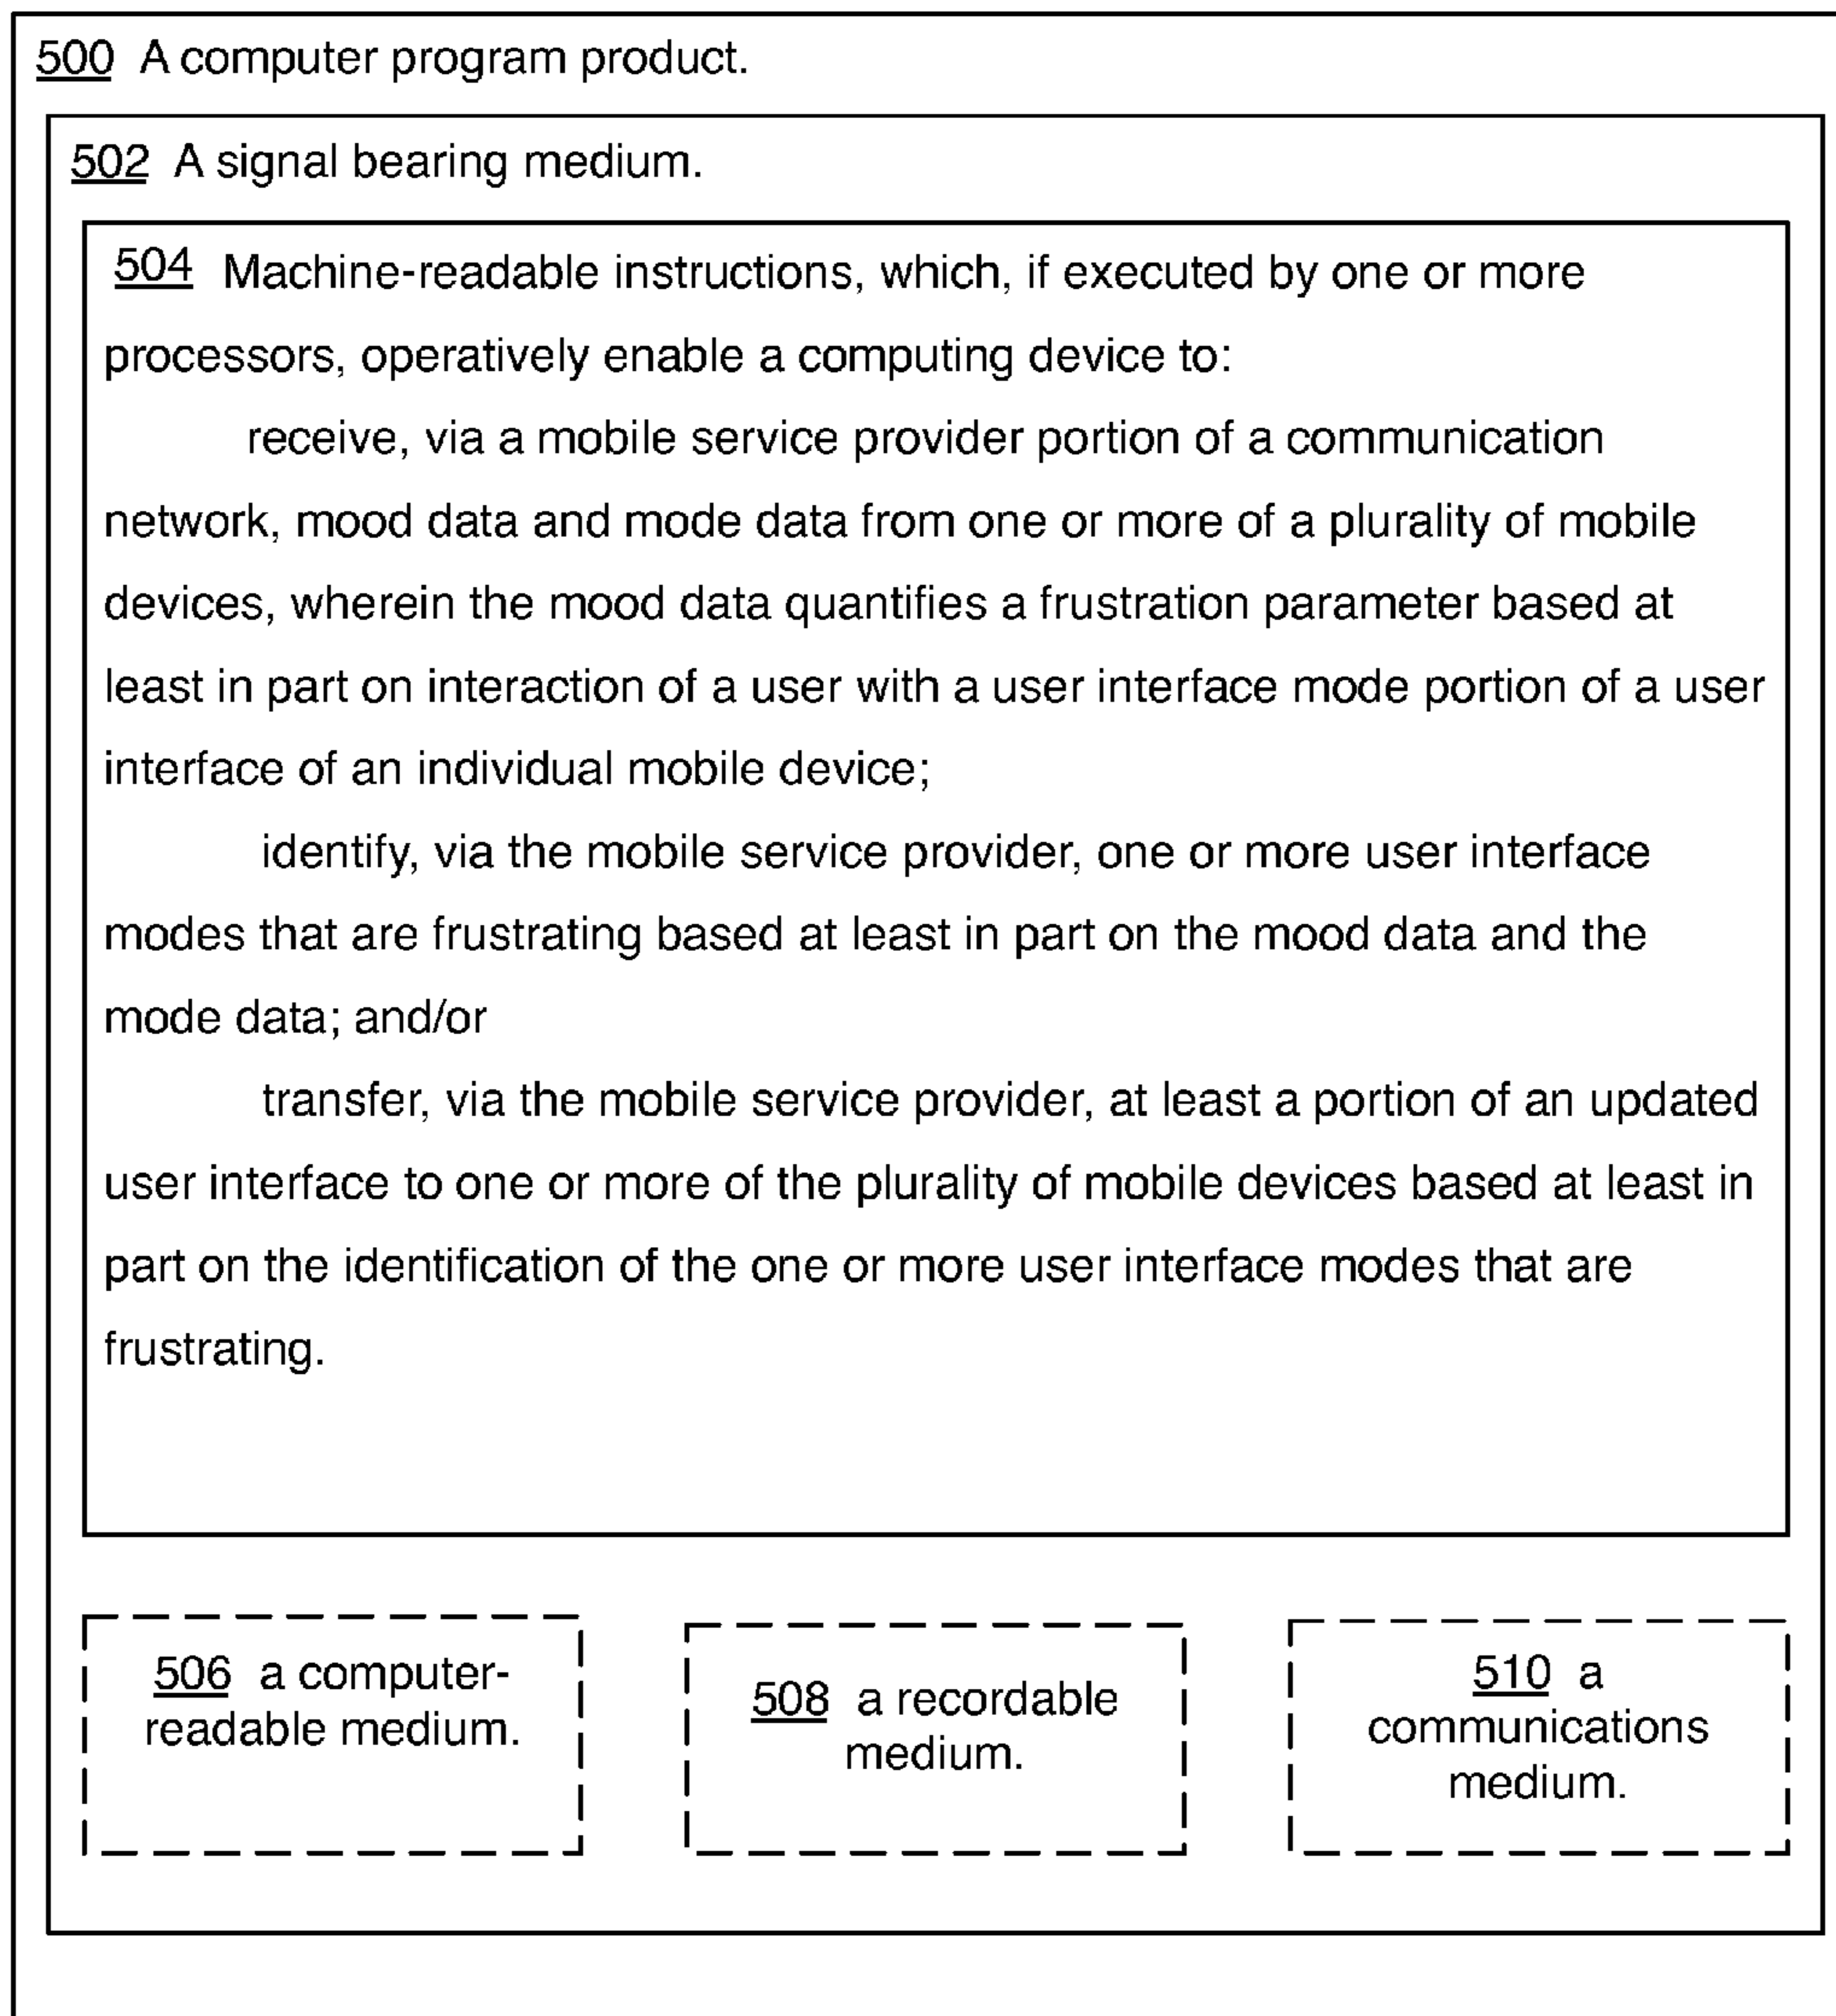 500 A computer program product.
502 A signal bearing medium.
504 Machine-readable instructions, which, if executed by one or more
processors, operatively enable a computing device to:
receive, via a mobile service provider portion of a communication
network, mood data and mode data from one or more of a plurality of mobile
devices, wherein the mood data quantifies a frustration parameter based at
least in part on interaction of a user with a user interface mode portion of a user
interface of an individual mobile device;
identify, via the mobile service provider, one or more user interface
modes that are frustrating based at least in part on the mood data and the
mode data; and/or
transfer, via the mobile service provider, at least a portion of an updated
user interface to one or more of the plurality of mobile devices based at least in
part on the identification of the one or more user interface modes that are
frustrating.
506 a computer-
readable medium.
508 a recordable
medium.
510 a
communications
medium.